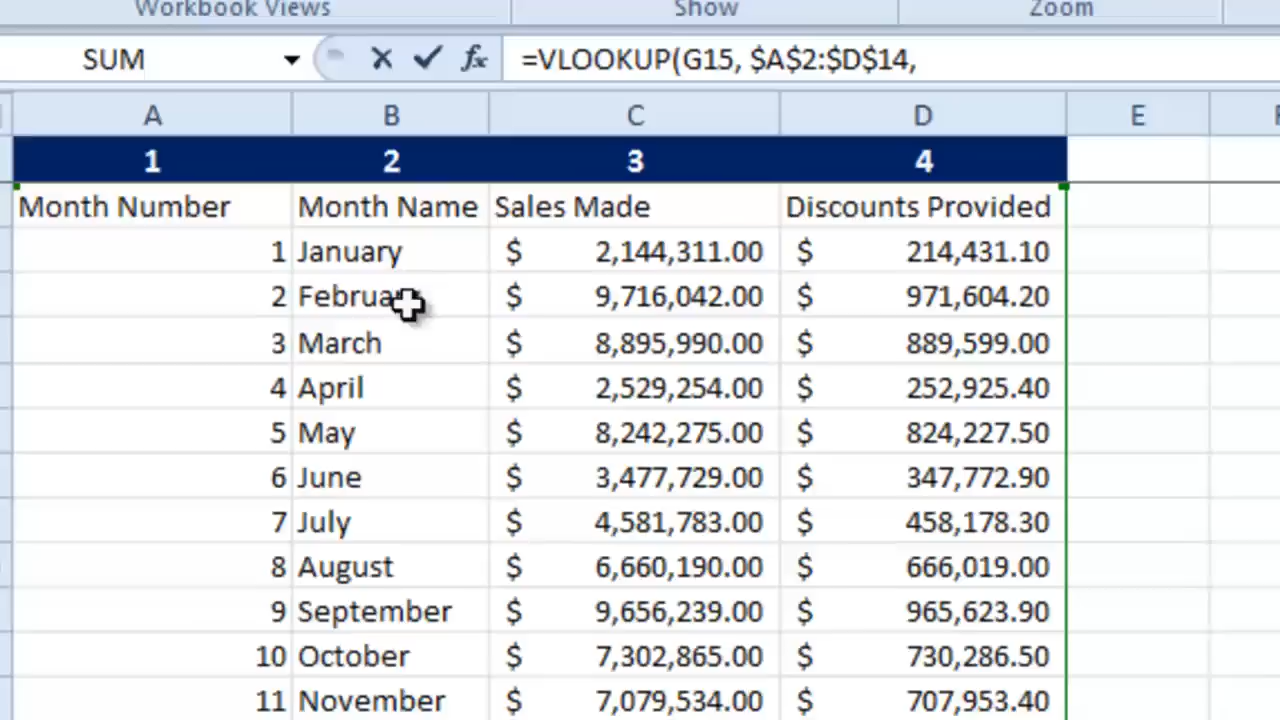 Workbook Views Show Zoom
SUM fx =VLOOKUP(G15, $A$2:$D$14,
A B C D E
1 2 3 4
Month Number Month Name Sales Made Discounts Provided
1 January $ 2,144,311.00 $ 214,431.10
2 $ 9,716,042.00 $ 971,604.20
3 March $ 8,895,990.00 $ 889,599.00
4 April $ 2,529,254.00 $ 252,925.40
5 May $ 8,242,275.00 $ 824,227.50
6 June $ 3,477,729.00 $ 347,772.90
7 July $ 4,581,783.00 $ 458,178.30
8 August $ 6,660,190.00 $ 666,019.00
9 September $ 9,656,239.00 $ 965,623.90
10 October $ 7,302,865.00 $ 730,286.50
11 November $ 7,079,534.00 $ 707,953.40